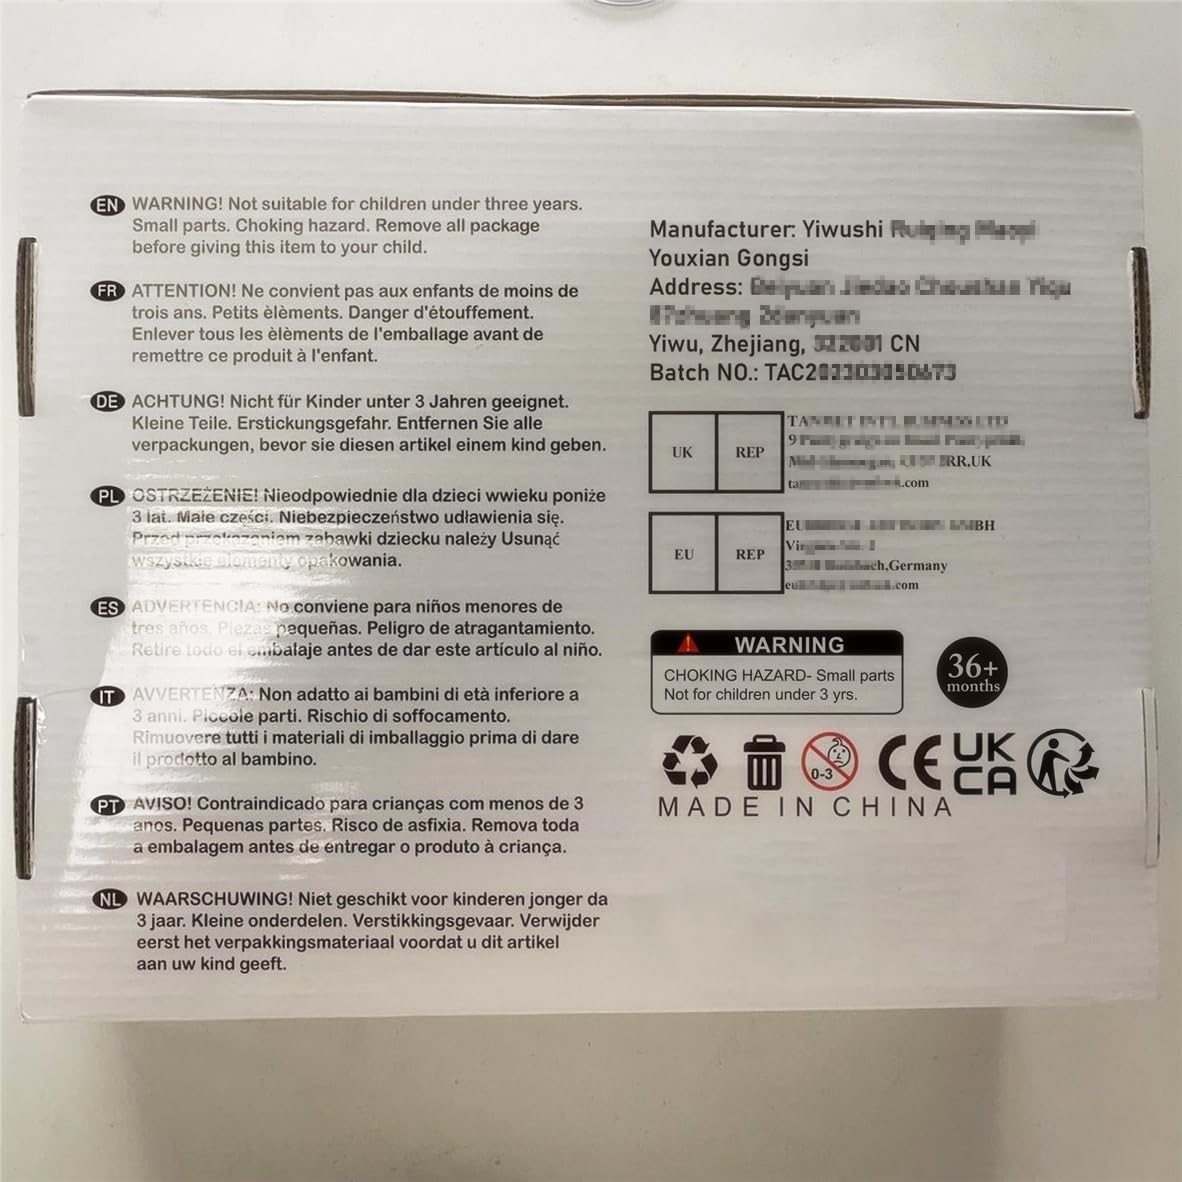 EN WARNING! Not suitable for children under three years.
Small parts. Choking hazard. Remove all package
before giving this item to your child.
FR ATTENTION! Ne convient pas aux enfants de moins de
trois ans. Petits èlèments. Danger d'étouffement.
Enlever tous les èlèments de l'emballage avant de
remettre ce produit à l'enfant.
DE ACHTUNG! Nicht für Kinder unter 3 Jahren geeignet.
Kleine Teile. Erstickungsgefahr. Entfernen Sie alle
verpackungen, bevor sie diesen artikel einem kind geben.
PL OSTRZEŻENIE! Nieodpowiednie dla dzieci wwieku poniże
3 lat. Małe części. Niebezpieczeństwo udławienia się.
Przed przekazaniem zabawki dziecku należy Usunąć
wszystkie elementy opakowania.
ES ADVERTENCIA: No conviene para niños menores de
tres años. Piezas pequeñas. Peligro de atragantamiento.
Retire todo el embalaje antes de dar este artículo al niño.
IT AVVERTENZA: Non adatto ai bambini di età inferiore a
3 anni. Piccole parti. Rischio di soffocamento.
Rimuovere tutti i materiali di imballaggio prima di dare
il prodotto al bambino.
PT AVISO! Contraindicado para crianças com menos de 3
anos. Pequenas partes. Risco de asfixia. Remova toda
a embalagem antes de entregar o produto à criança.
NL WAARSCHUWING! Niet geschikt voor kinderen jonger da
3 jaar. Kleine onderdelen. Verstikkingsgevaar. Verwijder
eerst het verpakkingsmateriaal voordat u dit artikel
aan uw kind geeft.
Manufacturer: Yiwushi
Youxian Gongsi
Address:
Yiwu, Zhejiang, CN
Batch NO.:
UK REP
UK
.com
EU REP
Germany
.com
WARNING
CHOKING HAZARD- Small parts
Not for children under 3 yrs.
36+
months
0-3
CE
UK
CA
MADE IN CHINA